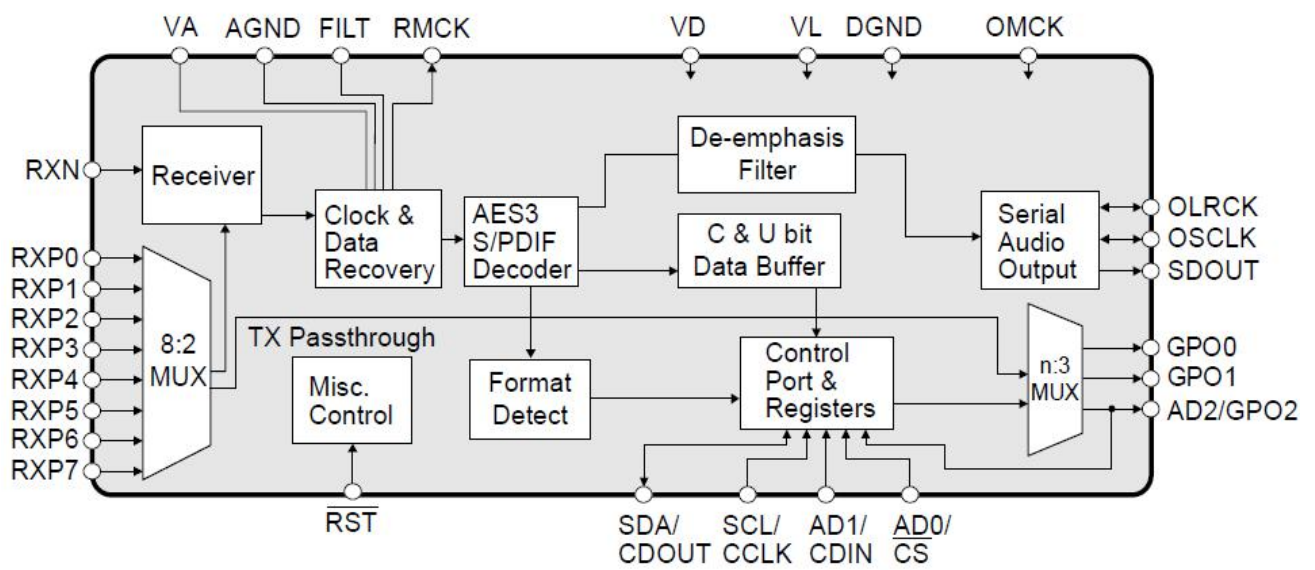 VA AGND FILT RMCK VD VL DGND OMCK
De-emphasis
Filter
RXN
Receiver
Clock &
Data
Recovery
AES3
S/PDIF
Decoder
C & U bit
Data Buffer
Serial
Audio
Output
OLRCK
OSCLK
SDOUT
RXP0
RXP1
RXP2
RXP3
RXP4
RXP5
RXP6
RXP7
8:2
MUX
TX Passthrough
Misc.
Control
Format
Detect
Control
Port &
Registers
n:3
MUX
GPO0
GPO1
AD2/GPO2
RST
SDA/
CDOUT
SCL/
CCLK
AD1/
CDIN
AD0/
CS